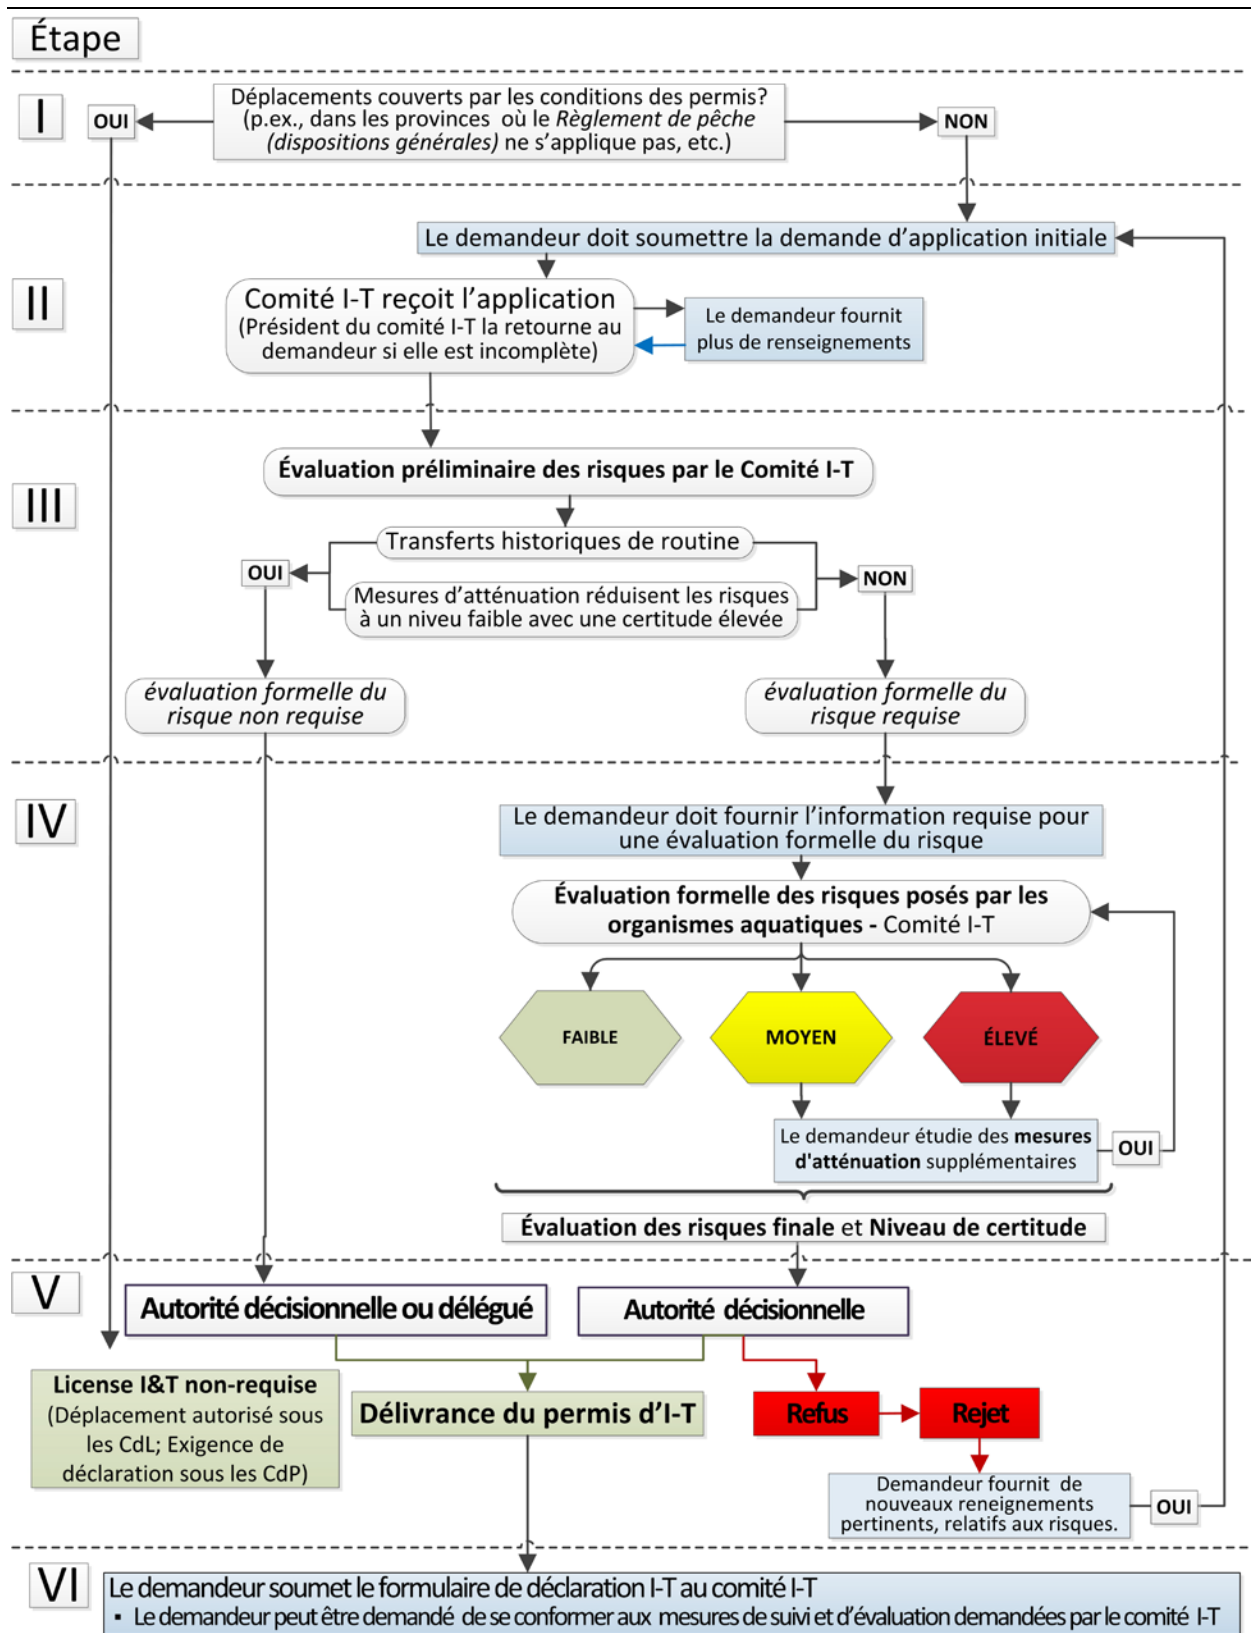 Étape
I
OUI
Déplacements couverts par les conditions des permis?
(p.ex., dans les provinces où le Règlement de pêche
(dispositions générales) ne s’applique pas, etc.)
NON
Le demandeur doit soumettre la demande d’application initiale
II
Comité I-T reçoit l’application
(Président du comité I-T la retourne au
demandeur si elle est incomplète)
Le demandeur fournit
plus de renseignements
III
Évaluation préliminaire des risques par le Comité I-T
Transferts historiques de routine
OUI
NON
Mesures d’atténuation réduisent les risques
à un niveu faible avec une certitude élevée
évaluation formelle du
risque non requise
évaluation formelle du
risque requise
IV
Le demandeur doit fournir l’information requise pour
une évaluation formelle du risque
Évaluation formelle des risques posés par les
organismes aquatiques - Comité I-T
FAIBLE
MOYEN
ÉLEVÉ
Le demandeur étudie des mesures
d'atténuation supplémentaires
OUI
Évaluation des risques finale et Niveau de certitude
V
Autorité décisionnelle ou délégué
Autorité décisionnelle
License I&T non-requise
(Déplacement autorisé sous
les CdL; Exigence de
déclaration sous les CdP)
Délivrance du permis d’I-T
Refus
Rejet
Demandeur fournit de
nouveaux reneignements
pertinents, relatifs aux risques.
OUI
VI
Le demandeur soumet le formulaire de déclaration I-T au comité I-T
▪ Le demandeur peut être demandé de se conformer aux mesures de suivi et d’évaluation demandées par le comité I-T